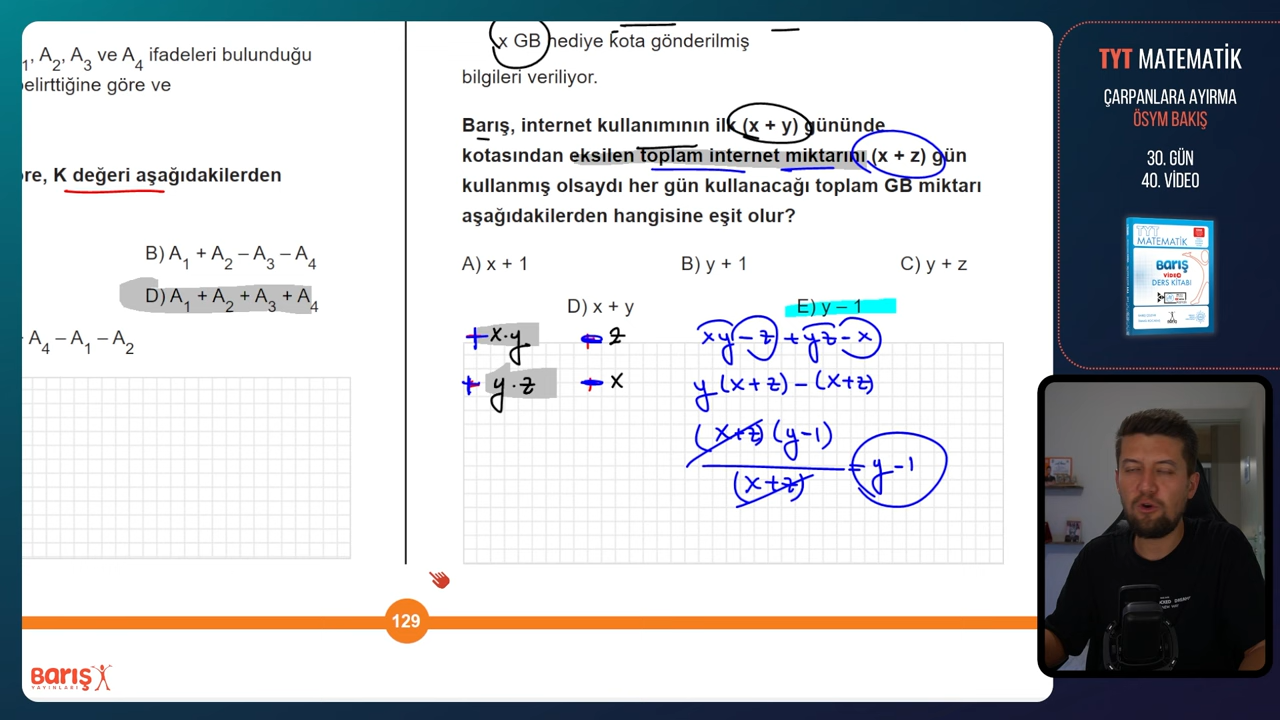 1, A2, A3 ve A4 ifadeleri bulunduğu
elirttiğine göre ve
re, K değeri aşağıdakilerden
B) A1 + A2 − A3 − A4
D) A1 + A2 + A3 + A4
A4 − A1 − A2
x GB hediye kota gönderilmiş
bilgileri veriliyor.
Barış, internet kullanımının ilk (x + y) gününde
kotasından eksilen toplam internet miktarını (x + z) gün
kullanmış olsaydı her gün kullanacağı toplam GB miktarı
aşağıdakilerden hangisine eşit olur?
A) x + 1 B) y + 1 C) y + z
D) x + y E) y − 1
+ x·y − z
+ y·z − x
xy − z + yz − x
y(x+z) − (x+z)
(x+z)(y−1)
(x+z)
= y−1
129
BARIŞ
YAYINLARI
TYT MATEMATİK
ÇARPANLARA AYIRMA
ÖSYM BAKIŞ
30. GÜN
40. VİDEO
TYT
MATEMATİK
BARIŞ
VİDEO
DERS KİTABI